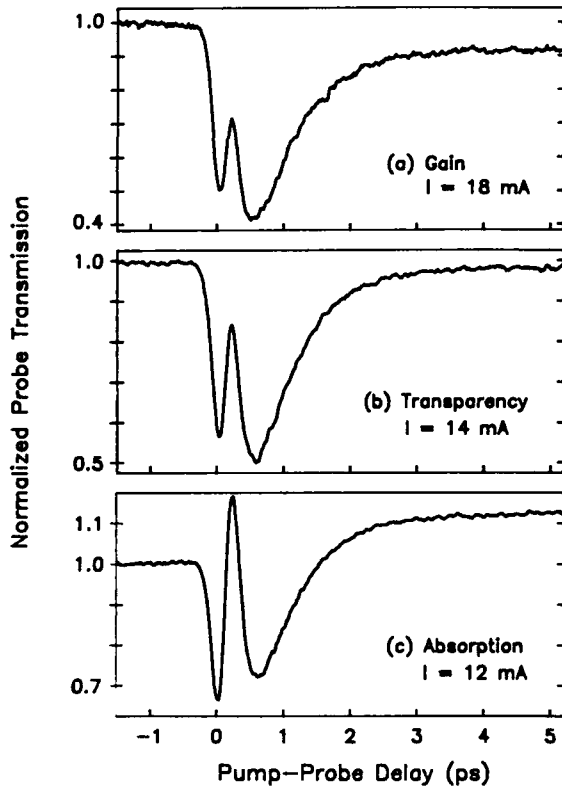 Normalized Probe Transmission
1.0
0.4
(a) Gain
I = 18 mA
1.0
0.5
(b) Transparency
I = 14 mA
1.1
1.0
0.7
(c) Absorption
I = 12 mA
−1 0 1 2 3 4 5
Pump−Probe Delay (ps)